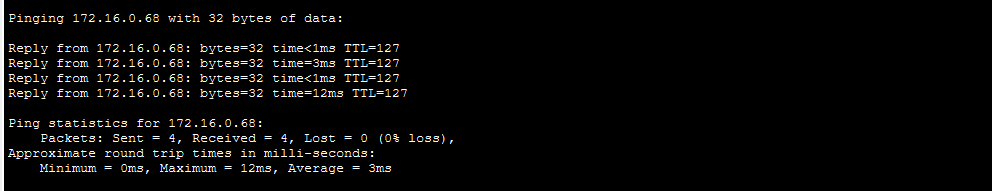 Pinging 172.16.0.68 with 32 bytes of data:
Reply from 172.16.0.68: bytes=32 time<1ms TTL=127
Reply from 172.16.0.68: bytes=32 time=3ms TTL=127
Reply from 172.16.0.68: bytes=32 time<1ms TTL=127
Reply from 172.16.0.68: bytes=32 time=12ms TTL=127
Ping statistics for 172.16.0.68:
Packets: Sent = 4, Received = 4, Lost = 0 (0% loss),
Approximate round trip times in milli-seconds:
Minimum = 0ms, Maximum = 12ms, Average = 3ms